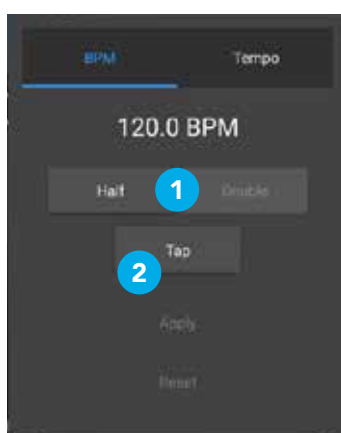 BPM Tempo
120.0 BPM
Half 1 Double
Tap
2
Apply
Reset